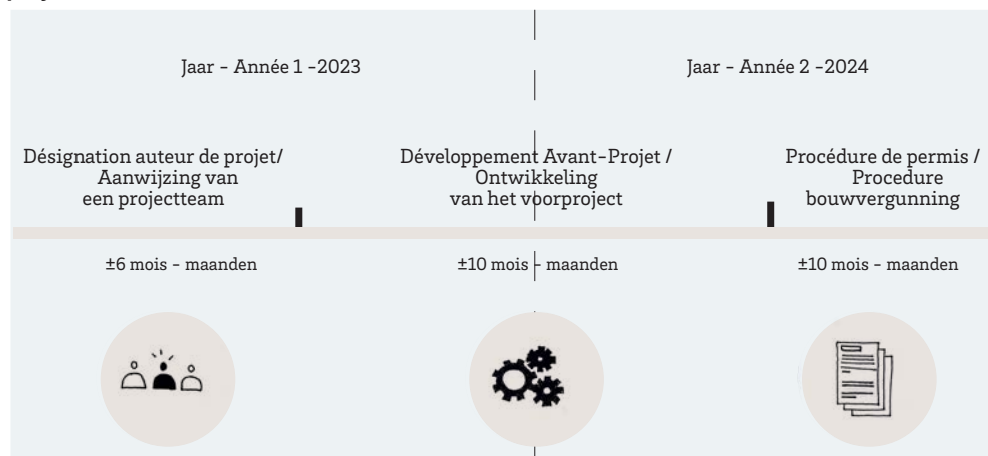 Jaar - Année 1 -2023
Jaar - Année 2 -2024
Désignation auteur de projet/
Aanwijzing van
een projectteam
Développement Avant-Projet /
Ontwikkeling
van het voorproject
Procédure de permis /
Procedure
bouwvergunning
±6 mois - maanden
±10 mois - maanden
±10 mois - maanden